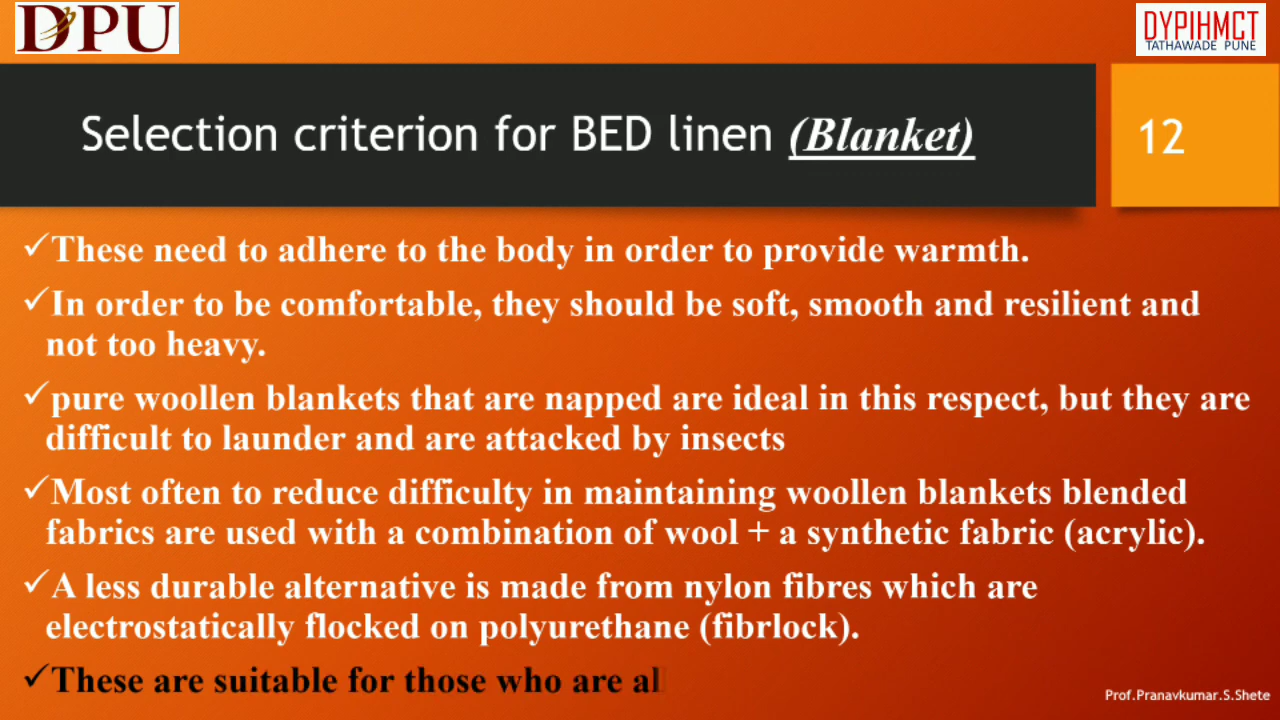 DPU
DYPIHMCT
TATHAWADE PUNE
Selection criterion for BED linen (Blanket)
12
✓These need to adhere to the body in order to provide warmth.
✓In order to be comfortable, they should be soft, smooth and resilient and
not too heavy.
✓pure woollen blankets that are napped are ideal in this respect, but they are
difficult to launder and are attacked by insects
✓Most often to reduce difficulty in maintaining woollen blankets blended
fabrics are used with a combination of wool + a synthetic fabric (acrylic).
✓A less durable alternative is made from nylon fibres which are
electrostatically flocked on polyurethane (fibrlock).
✓These are suitable for those who are
Prof.Pranavkumar.S.Shete